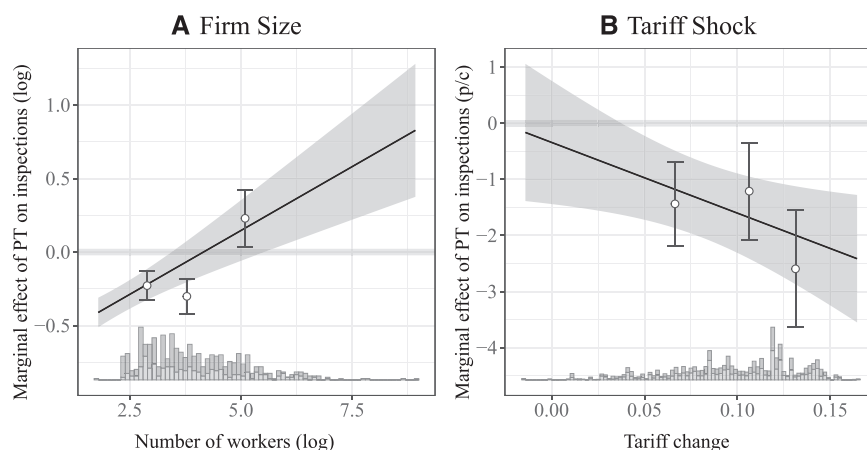 A Firm Size
Marginal effect of PT on inspections (log)
1.0
0.5
0.0
−0.5
2.5 5.0 7.5
Number of workers (log)
B Tariff Shock
Marginal effect of PT on inspections (p/c)
1
0
−1
−2
−3
−4
0.00 0.05 0.10 0.15
Tariff change